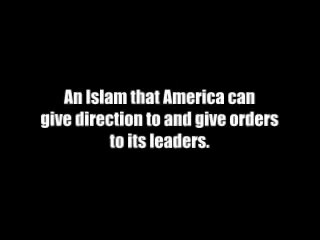 An Islam that America can
give direction to and give orders
to its leaders.